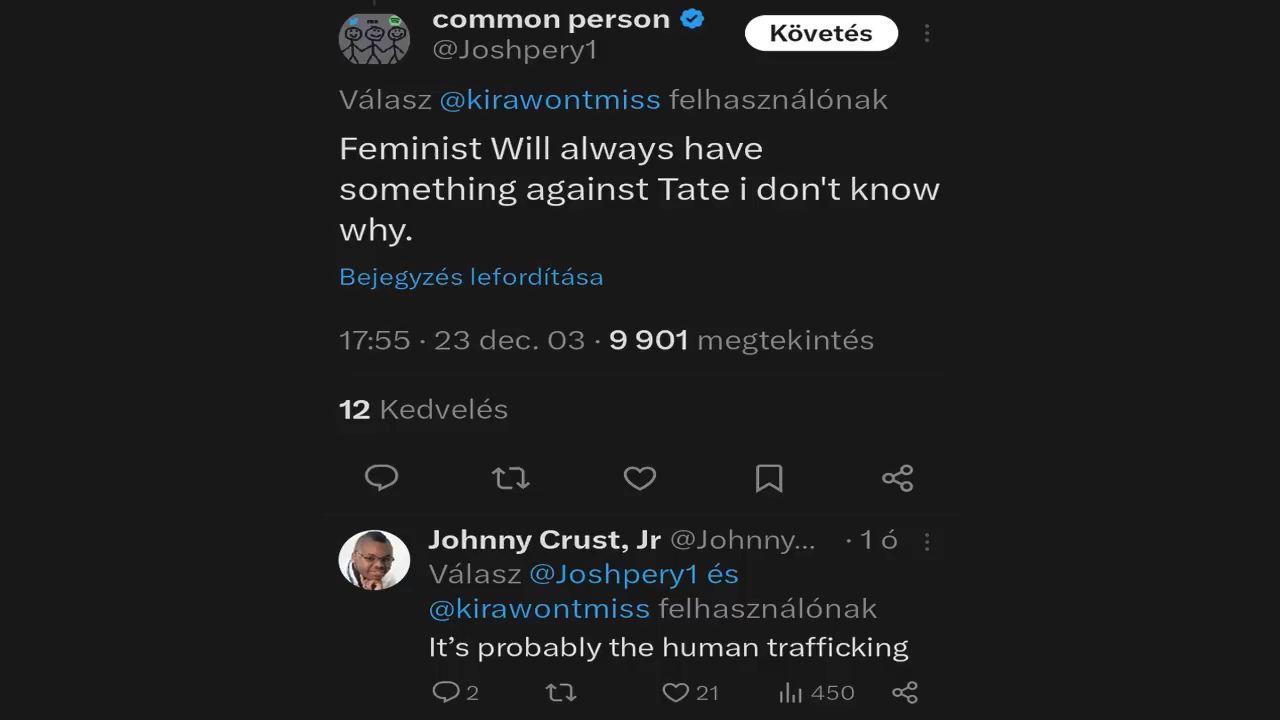 common person
@Joshpery1
Követés
Válasz @kirawontmiss felhasználónak
Feminist Will always have
something against Tate i don't know
why.
Bejegyzés lefordítása
17:55 · 23 dec. 03 · 9 901 megtekintés
12 Kedvelés
Johnny Crust, Jr @Johnny... · 1 ó
Válasz @Joshpery1 és
@kirawontmiss felhasználónak
It’s probably the human trafficking
2 21 450